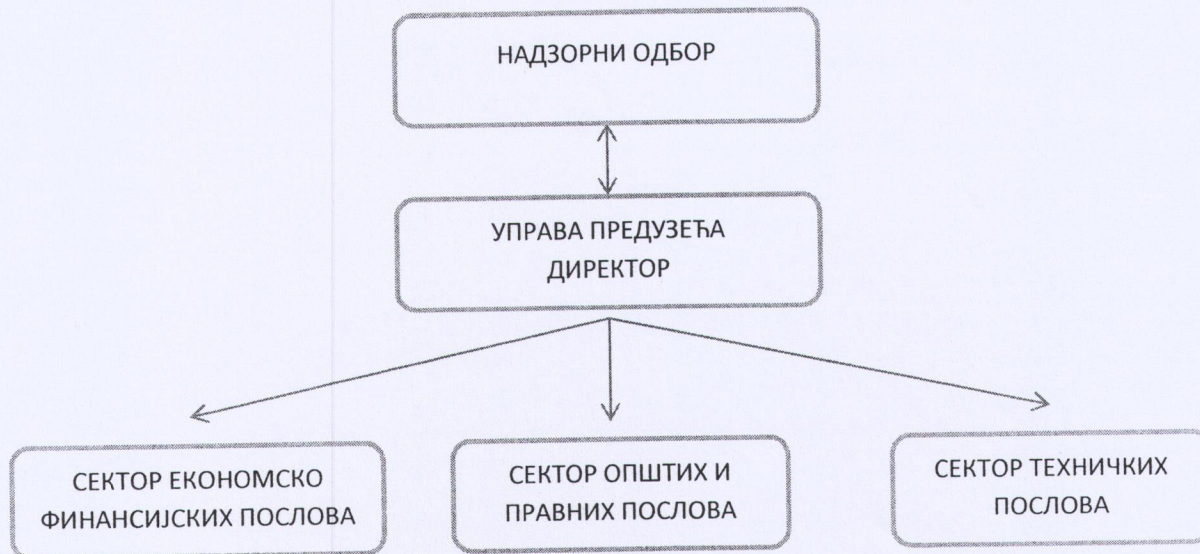 НАДЗОРНИ ОДБОР
УПРАВА ПРЕДУЗЕЋА
ДИРЕКТОР
СЕКТОР ЕКОНОМСКО
ФИНАНСИЈСКИХ ПОСЛОВА
СЕКТОР ОПШТИХ И
ПРАВНИХ ПОСЛОВА
СЕКТОР ТЕХНИЧКИХ
ПОСЛОВА